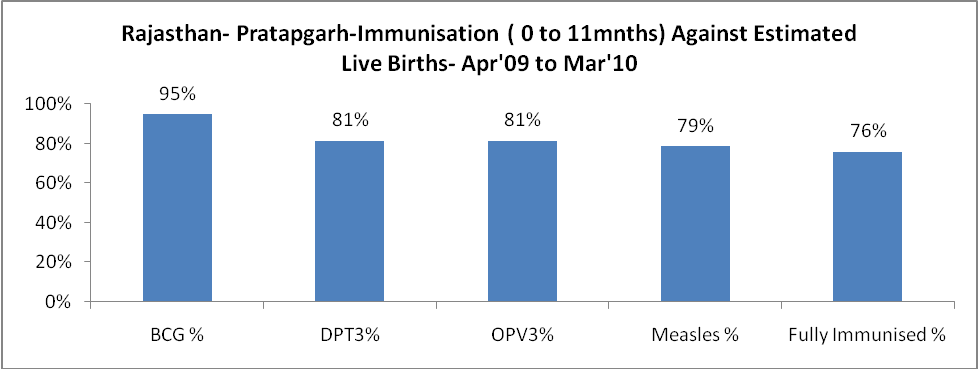 Rajasthan- Pratapgarh-Immunisation ( 0 to 11mnths) Against Estimated
Live Births- Apr'09 to Mar'10
95%
81%
81%
79%
76%
100%
80%
60%
40%
20%
0%
BCG %
DPT3%
OPV3%
Measles %
Fully Immunised %